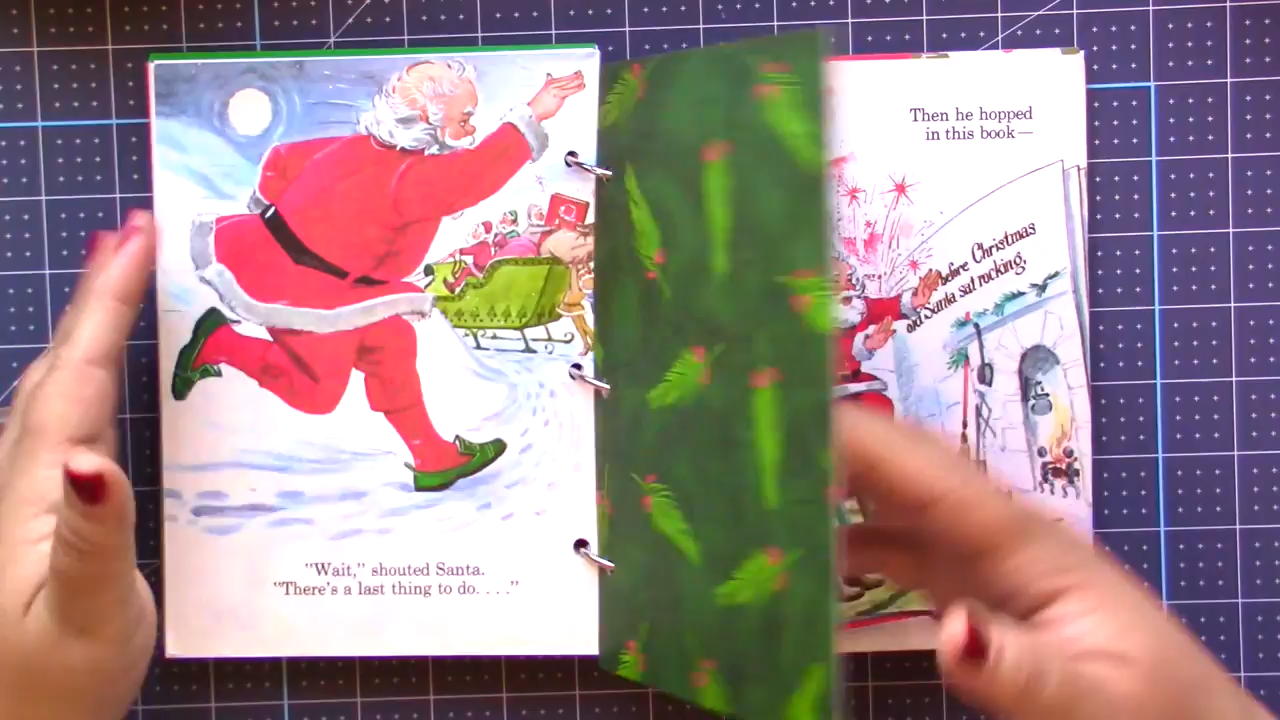 "Wait," shouted Santa.
"There's a last thing to do. . . ."
Then he hopped
in this book—
before Christmas
old Santa sat rocking,